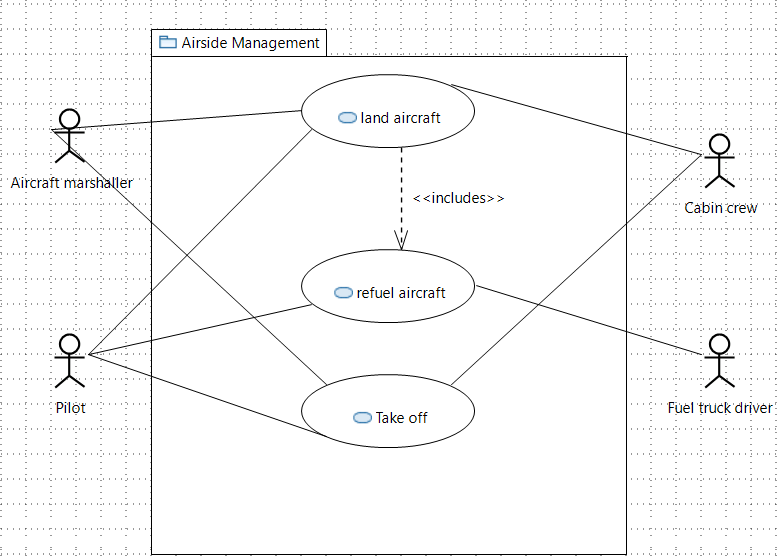 Airside Management
land aircraft
Aircraft marshaller
<<includes>>
Cabin crew
refuel aircraft
Pilot
Fuel truck driver
Take off